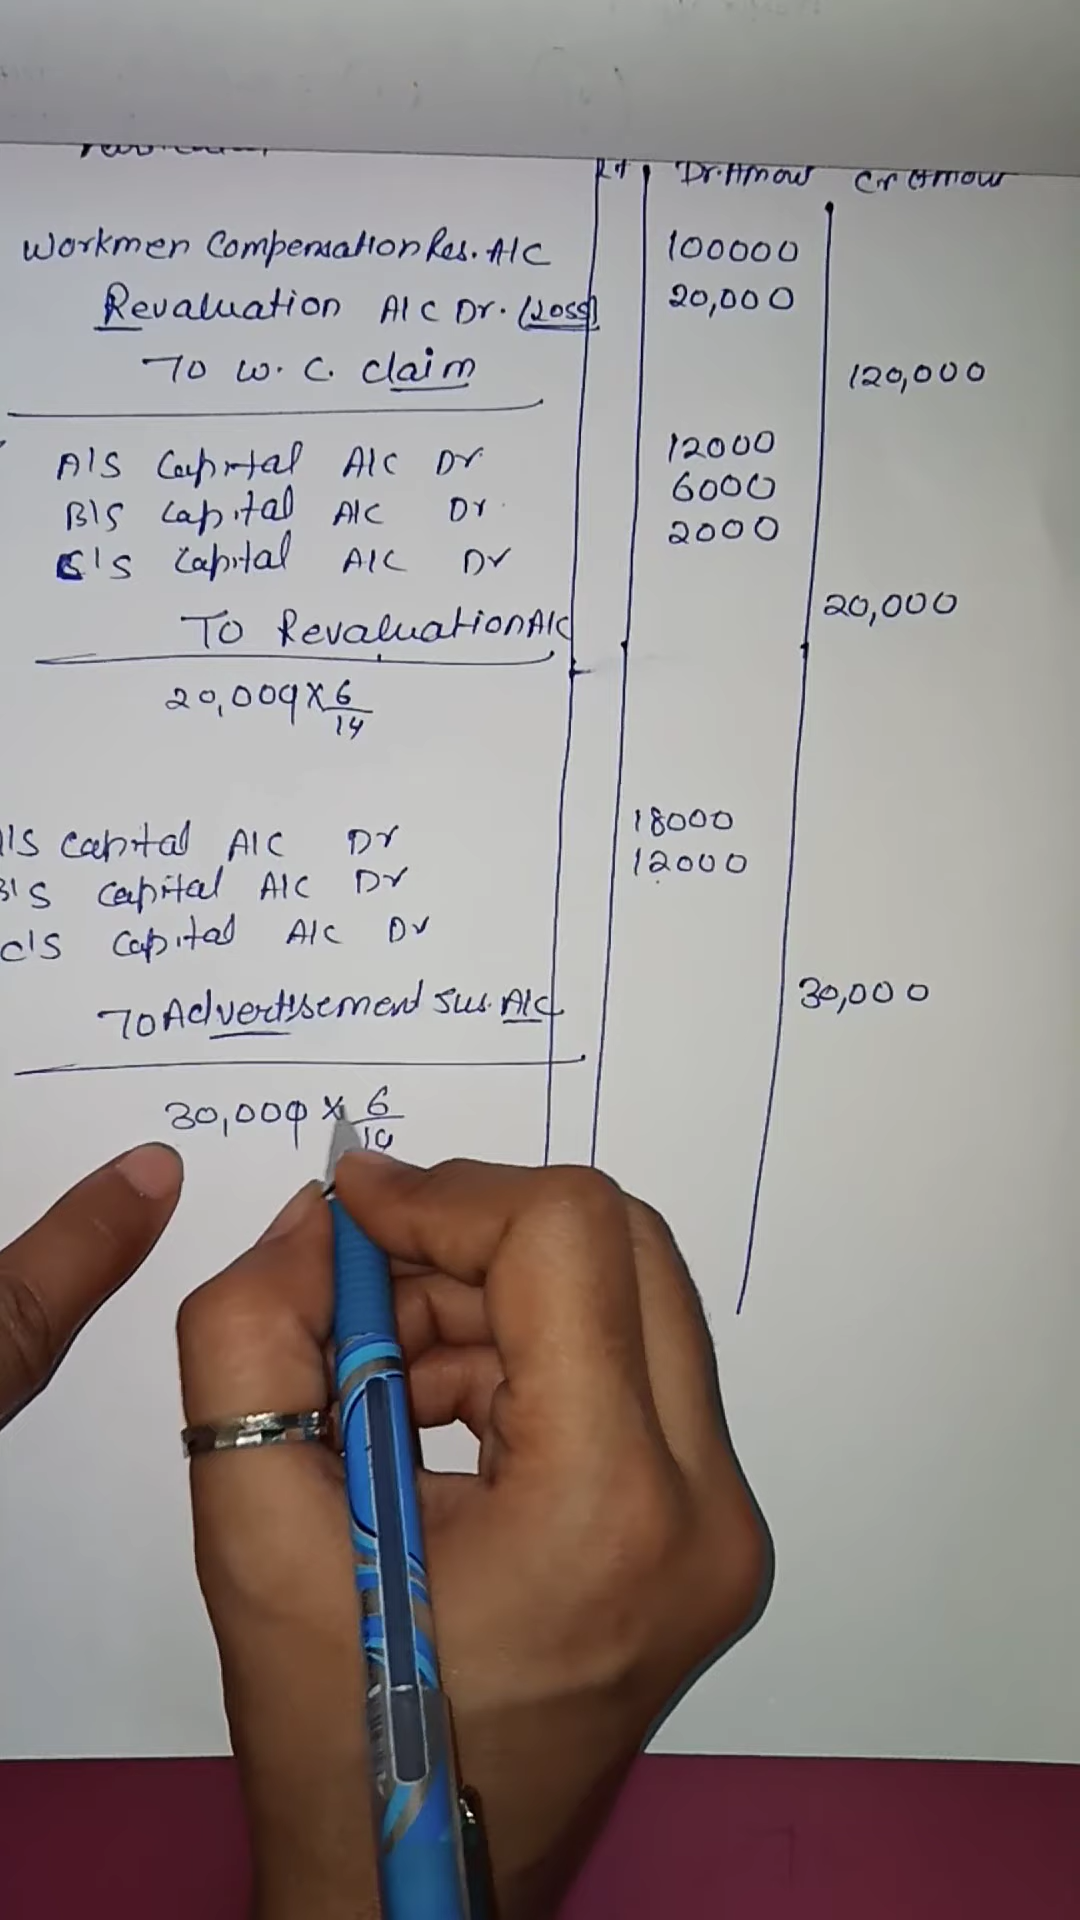 Dr. Amou Cr Amou
Workmen Compensation Res. A/C 100000
Revaluation A/C Dr. (Loss) 20,000
To W. C. claim 120,000
A's Capital A/C Dr 12000
B's Capital A/C Dr. 6000
C's Capital A/C Dr 2000
To Revaluation A/C 20,000
20,000 x 6/14
's Capital A/C Dr 18000
B's Capital A/C Dr 12000
C's Capital A/C Dr
To Advertisement Sus. A/C 30,000
30,000 x 6/10